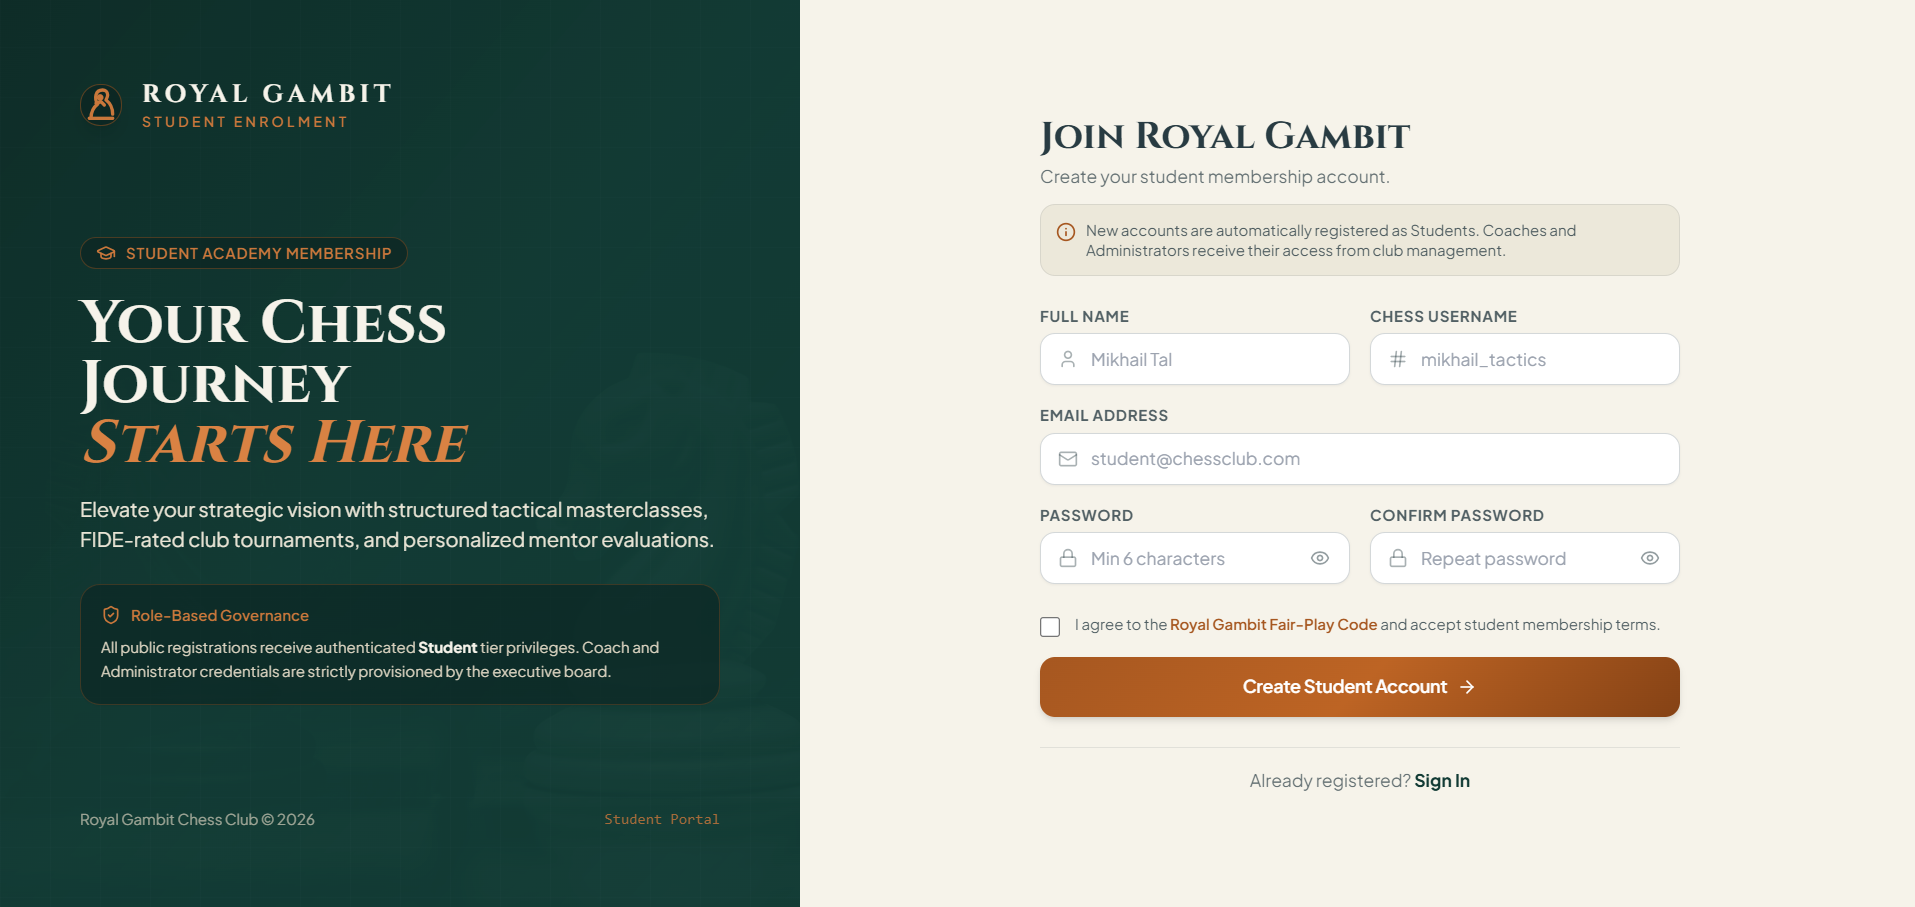 ROYAL GAMBIT
STUDENT ENROLMENT
STUDENT ACADEMY MEMBERSHIP
Your Chess
Journey
Starts Here
Elevate your strategic vision with structured tactical masterclasses,
FIDE-rated club tournaments, and personalized mentor evaluations.
Role-Based Governance
All public registrations receive authenticated Student tier privileges. Coach and
Administrator credentials are strictly provisioned by the executive board.
Royal Gambit Chess Club © 2026
Student Portal
Join Royal Gambit
Create your student membership account.
New accounts are automatically registered as Students. Coaches and
Administrators receive their access from club management.
FULL NAME
CHESS USERNAME
Mikhail Tal
mikhail_tactics
EMAIL ADDRESS
student@chessclub.com
PASSWORD
CONFIRM PASSWORD
Min 6 characters
Repeat password
I agree to the Royal Gambit Fair-Play Code and accept student membership terms.
Create Student Account →
Already registered? Sign In